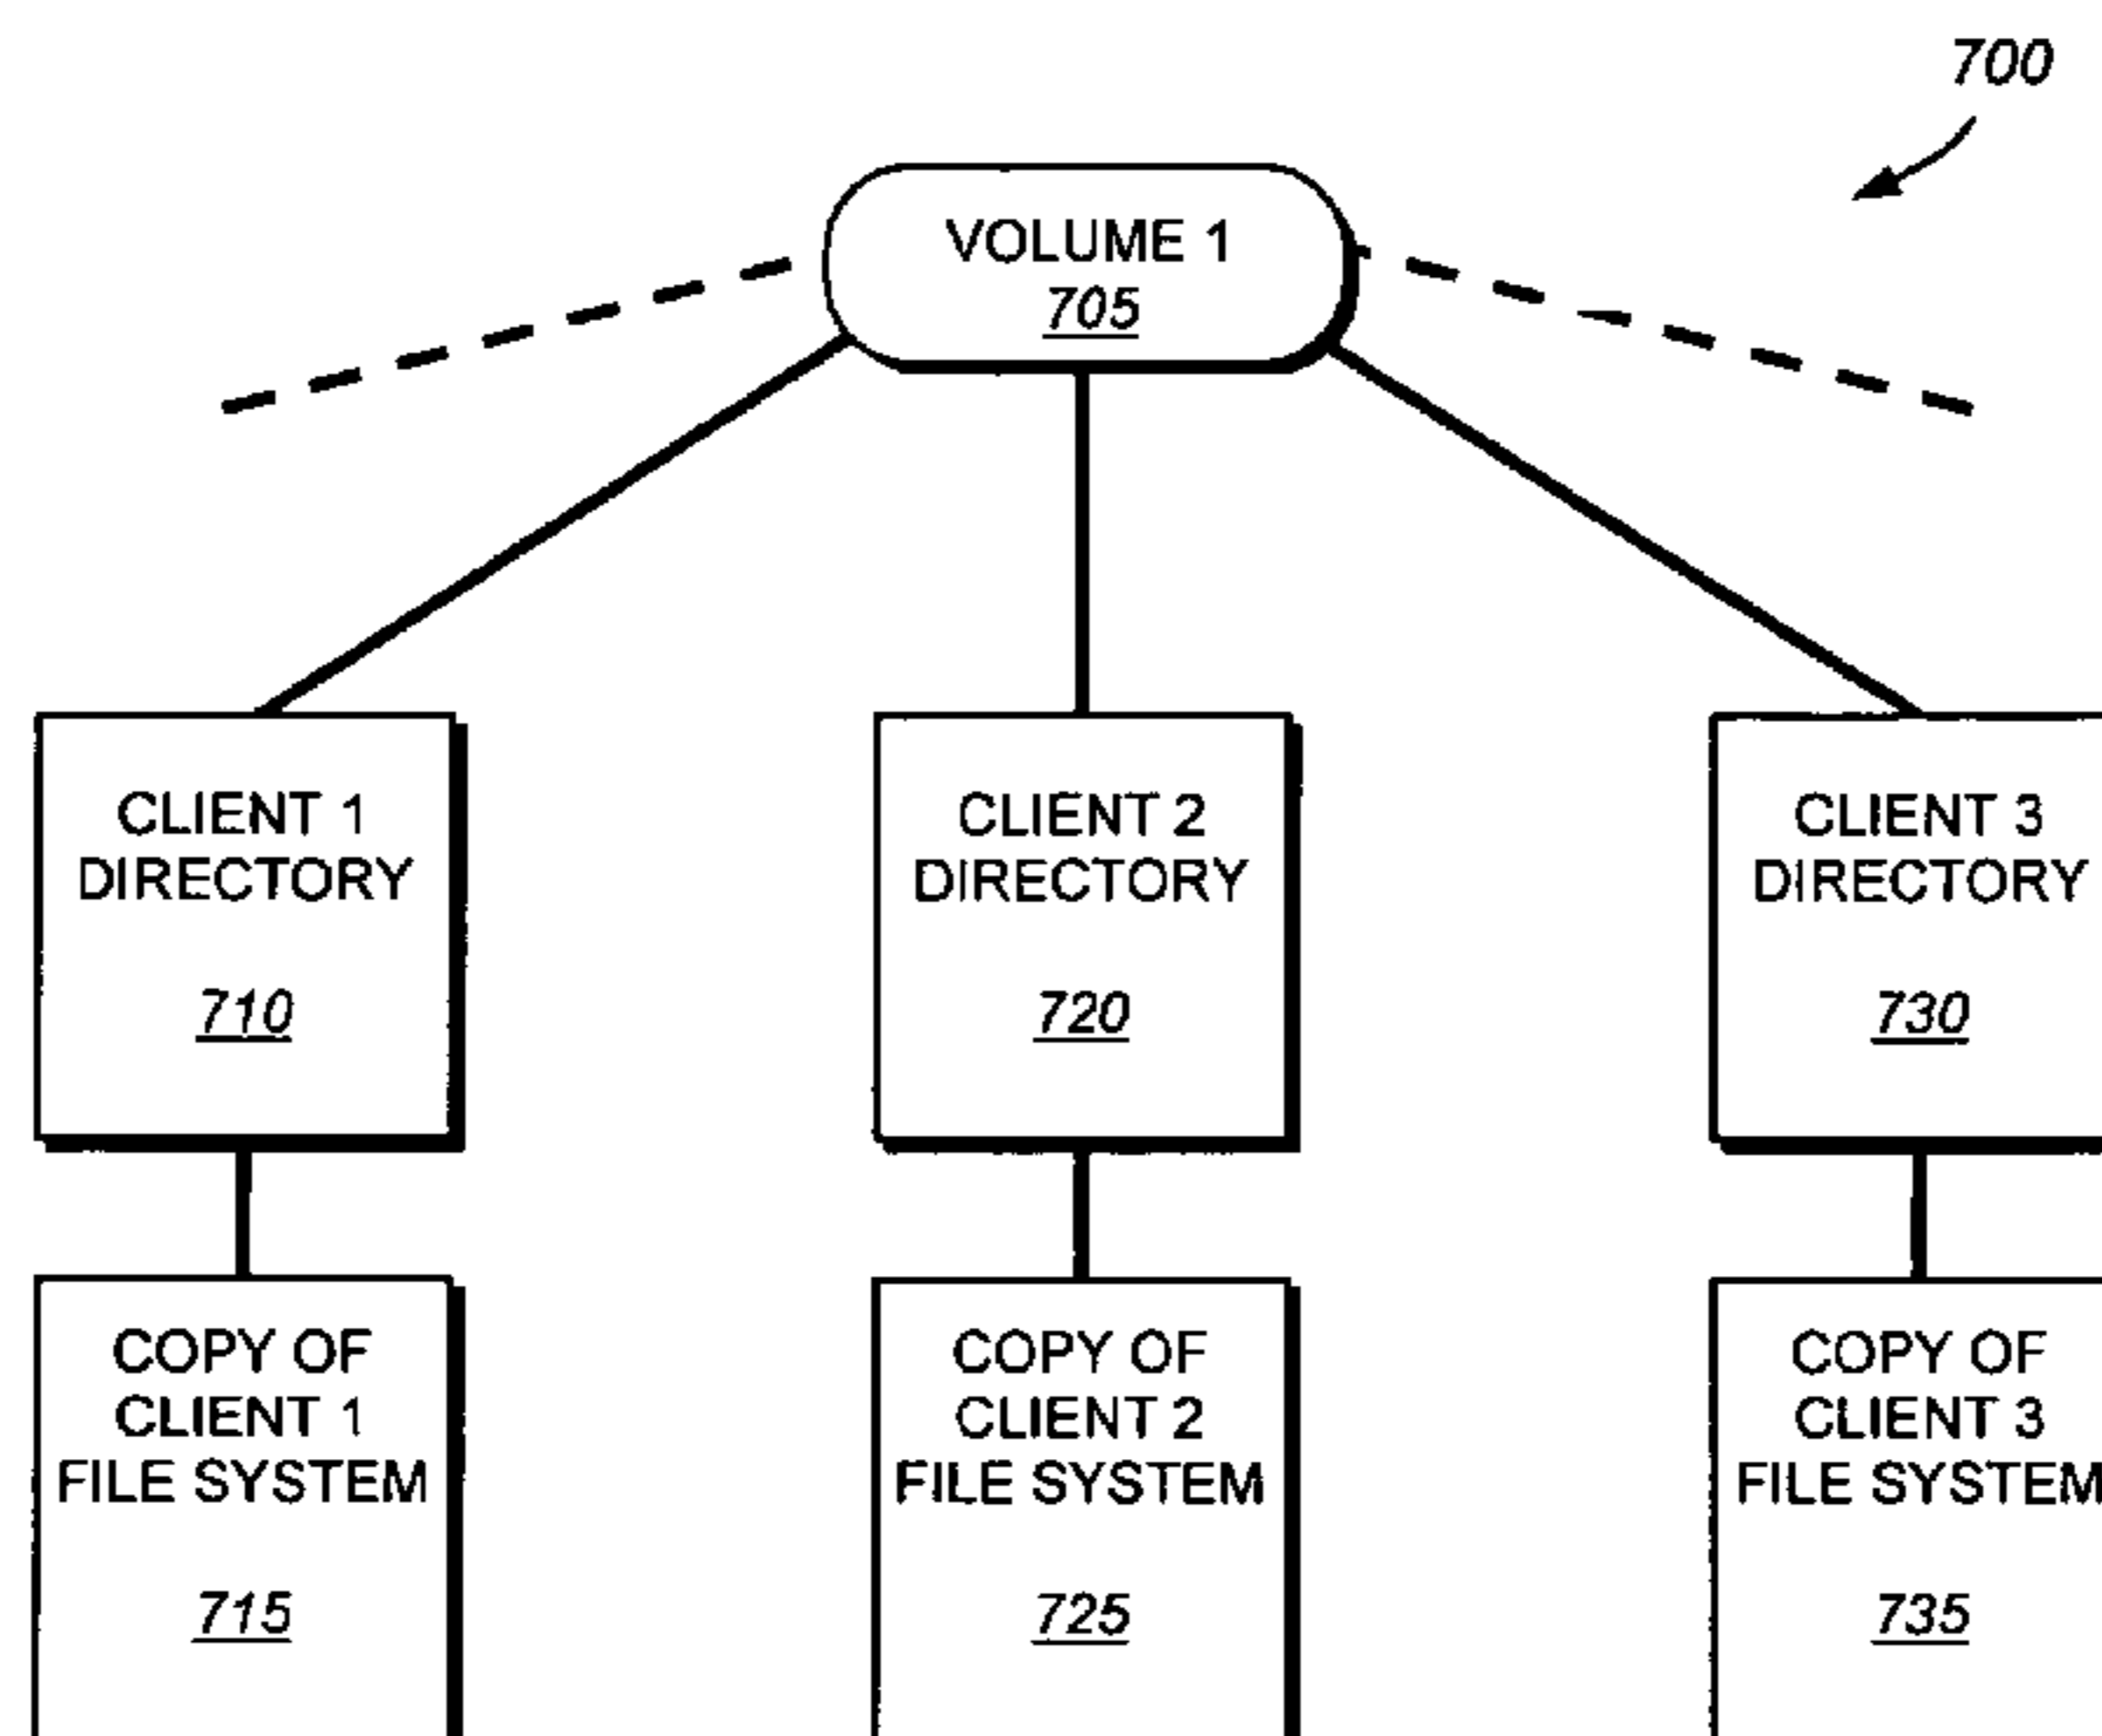 700
VOLUME 1
705
CLIENT 1
DIRECTORY
710
CLIENT 2
DIRECTORY
720
CLIENT 3
DIRECTORY
730
COPY OF
CLIENT 1
FILE SYSTEM
715
COPY OF
CLIENT 2
FILE SYSTEM
725
COPY OF
CLIENT 3
FILE SYSTEM
735